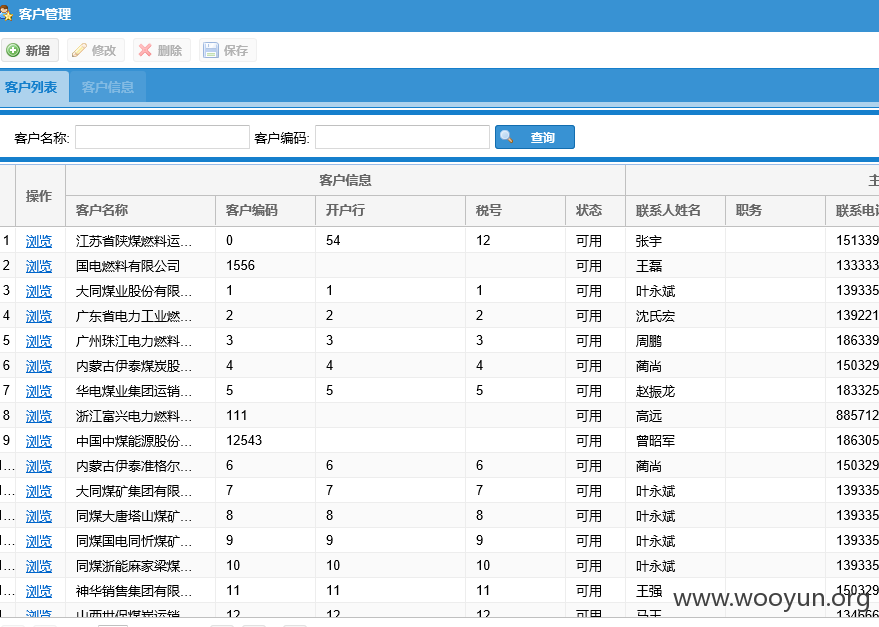 客户管理
新增 修改 删除 保存
客户列表 客户信息
客户名称: 客户编码: 查询
操作 客户信息 主
客户名称 客户编码 开户行 税号 状态 联系人姓名 职务 联系电
1 浏览 江苏省陕煤燃料运... 0 54 12 可用 张宇 151339
2 浏览 国电燃料有限公司 1556 可用 王磊 133333
3 浏览 大同煤业股份有限... 1 1 1 可用 叶永斌 139335
4 浏览 广东省电力工业燃... 2 2 2 可用 沈氏宏 139221
5 浏览 广州珠江电力燃料... 3 3 3 可用 周鹏 186339
6 浏览 内蒙古伊泰煤炭股... 4 4 4 可用 蔺尚 150329
7 浏览 华电煤业集团运销... 5 5 5 可用 赵振龙 183325
8 浏览 浙江富兴电力燃料... 111 可用 高远 885712
9 浏览 中国中煤能源股份... 12543 可用 曾昭军 186305
1... 浏览 内蒙古伊泰准格尔... 6 6 6 可用 蔺尚 150329
1... 浏览 大同煤矿集团有限... 7 7 7 可用 叶永斌 139335
1... 浏览 同煤大唐塔山煤矿... 8 8 8 可用 叶永斌 139335
1... 浏览 同煤国电同忻煤矿... 9 9 9 可用 叶永斌 139335
1... 浏览 同煤浙能麻家梁煤... 10 10 10 可用 叶永斌 139335
1... 浏览 神华销售集团有限... 11 11 11 可用 王强 150329
1... 浏览 山西世保煤炭运销... 12 12 12 可用 马王
www.wooyun.org